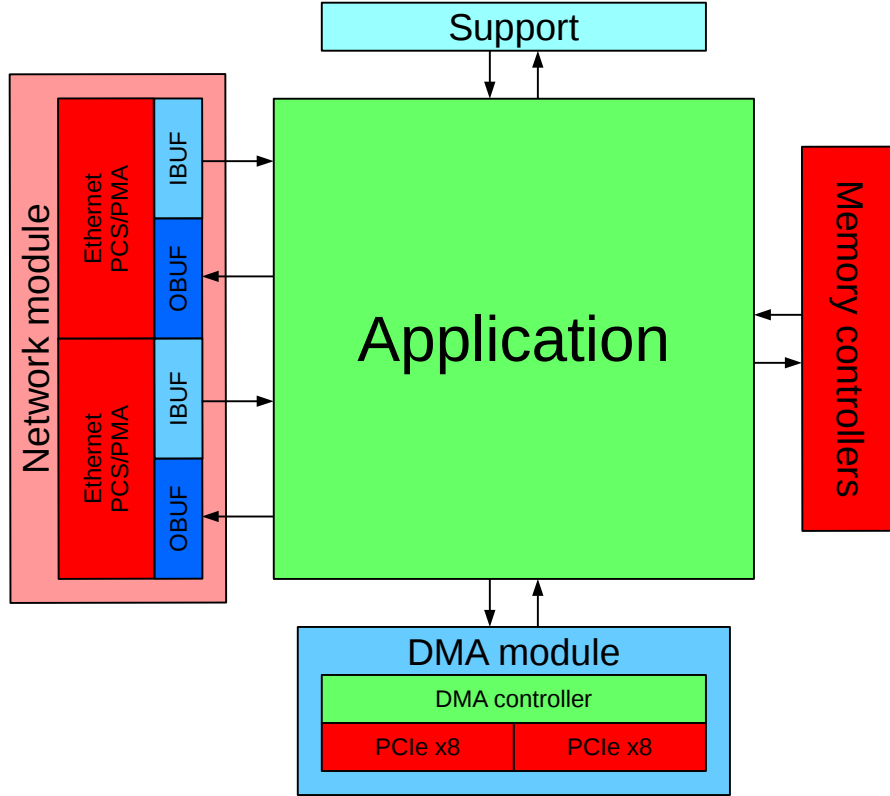 Support
Network module
Ethernet
PCS/PMA
IBUF
OBUF
Ethernet
PCS/PMA
IBUF
OBUF
Application
Memory controllers
DMA module
DMA controller
PCIe x8
PCIe x8